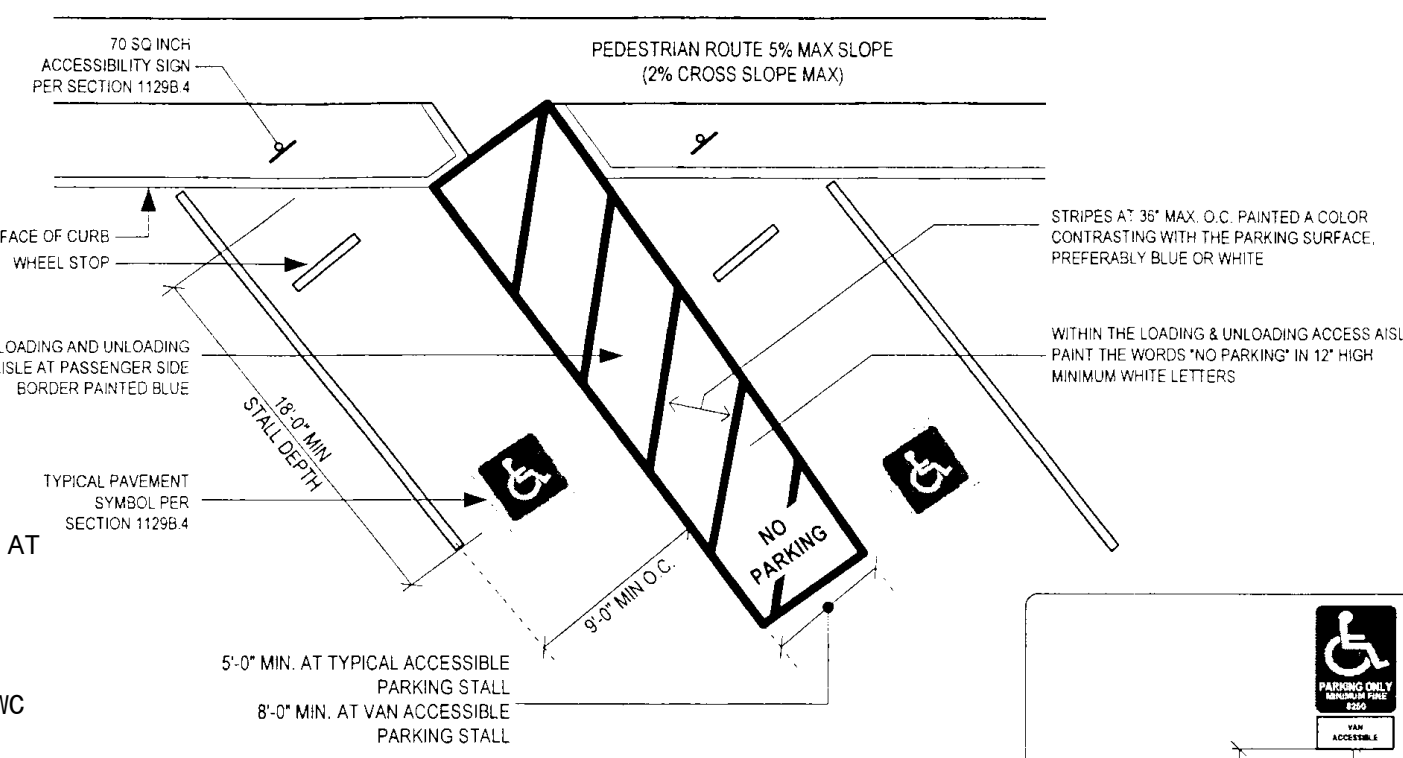 70 SQ INCH
ACCESSIBILITY SIGN
PER SECTION 1129B.4
PEDESTRIAN ROUTE 5% MAX SLOPE
(2% CROSS SLOPE MAX)
FACE OF CURB
WHEEL STOP
STRIPES AT 36" MAX. O.C. PAINTED A COLOR
CONTRASTING WITH THE PARKING SURFACE,
PREFERABLY BLUE OR WHITE
LOADING AND UNLOADING
ISLE AT PASSENGER SIDE
BORDER PAINTED BLUE
WITHIN THE LOADING & UNLOADING ACCESS AISL
PAINT THE WORDS "NO PARKING" IN 12" HIGH
MINIMUM WHITE LETTERS
18'-0" MIN
STALL DEPTH
TYPICAL PAVEMENT
SYMBOL PER
SECTION 1129B.4
AT
NO
PARKING
9'-0" MIN O.C.
5'-0" MIN. AT TYPICAL ACCESSIBLE
PARKING STALL
8'-0" MIN. AT VAN ACCESSIBLE
PARKING STALL
WC
PARKING ONLY
MINIMUM FINE
$250
VAN
ACCESSIBLE